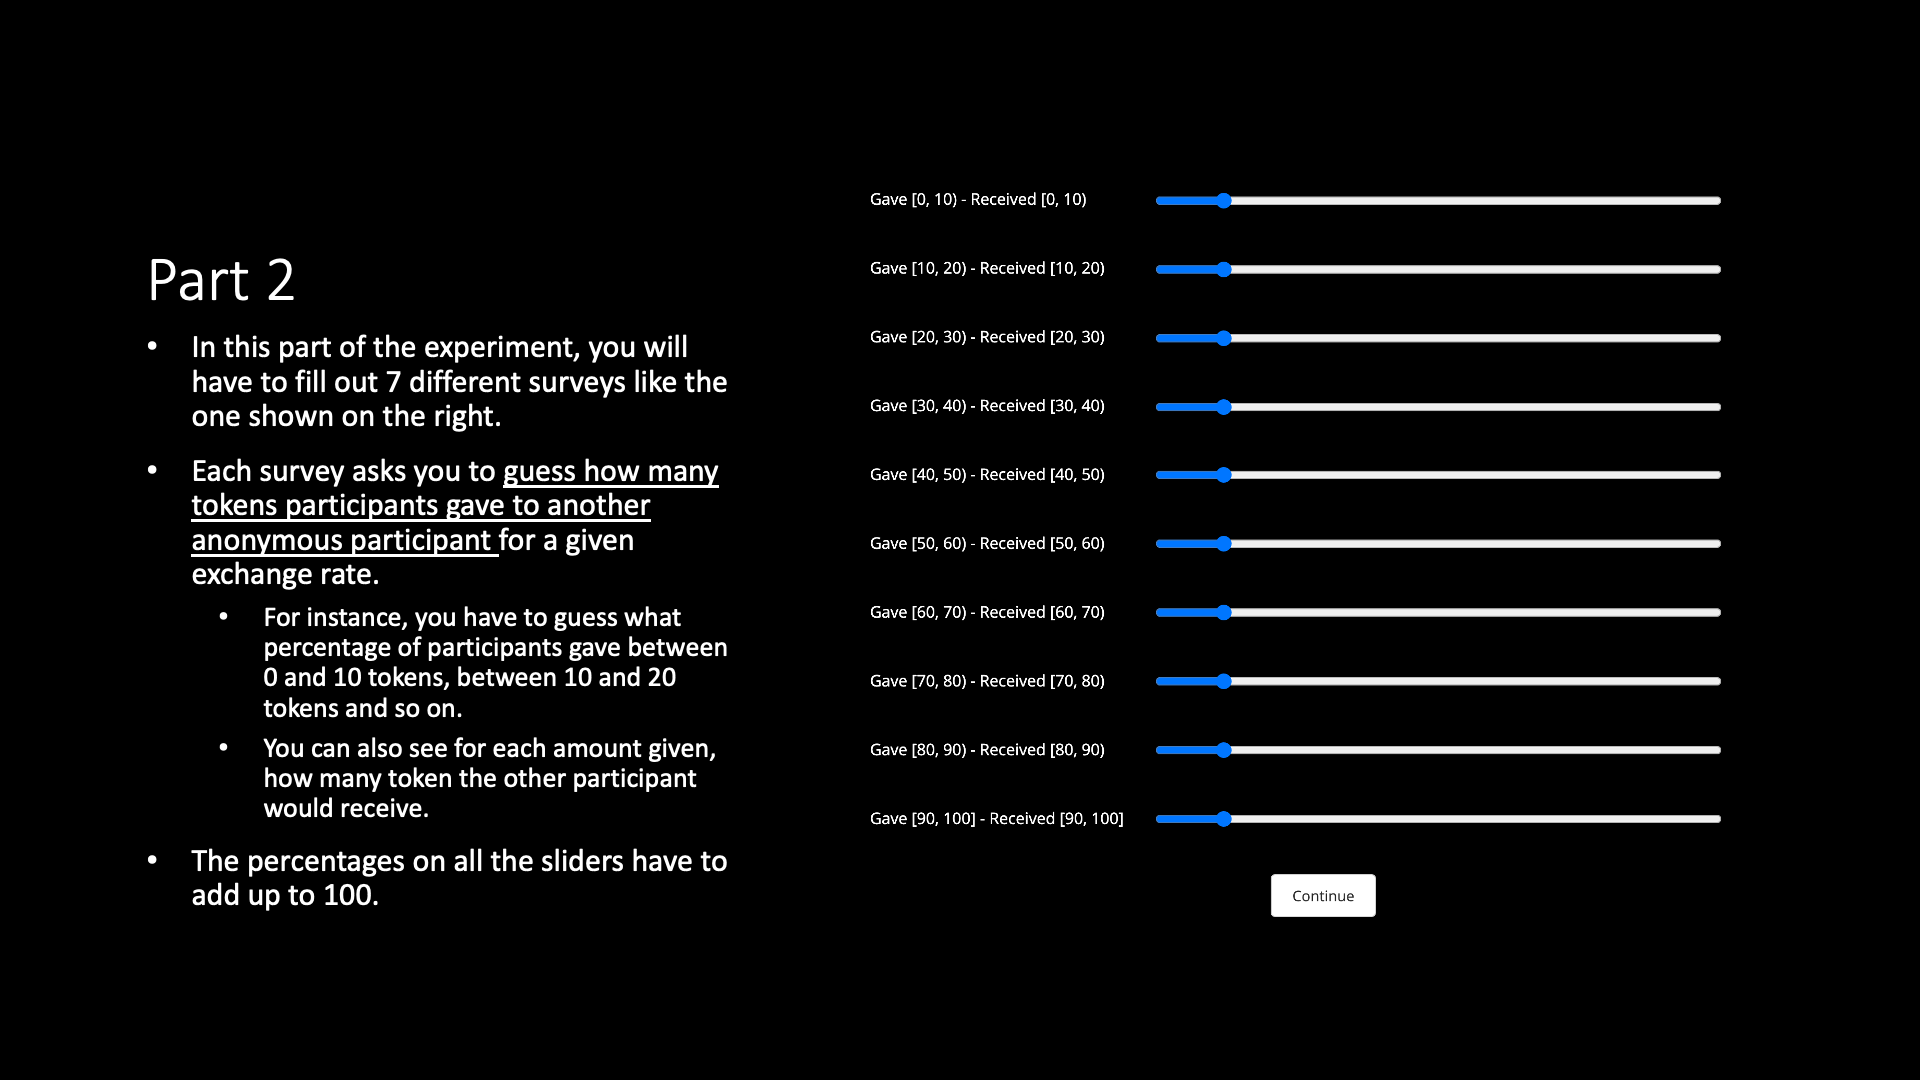 Part 2
• In this part of the experiment, you will
have to fill out 7 different surveys like the
one shown on the right.
• Each survey asks you to guess how many
tokens participants gave to another
anonymous participant for a given
exchange rate.
• For instance, you have to guess what
percentage of participants gave between
0 and 10 tokens, between 10 and 20
tokens and so on.
• You can also see for each amount given,
how many token the other participant
would receive.
• The percentages on all the sliders have to
add up to 100.
Gave [0, 10) - Received [0, 10)
Gave [10, 20) - Received [10, 20)
Gave [20, 30) - Received [20, 30)
Gave [30, 40) - Received [30, 40)
Gave [40, 50) - Received [40, 50)
Gave [50, 60) - Received [50, 60)
Gave [60, 70) - Received [60, 70)
Gave [70, 80) - Received [70, 80)
Gave [80, 90) - Received [80, 90)
Gave [90, 100] - Received [90, 100]
Continue